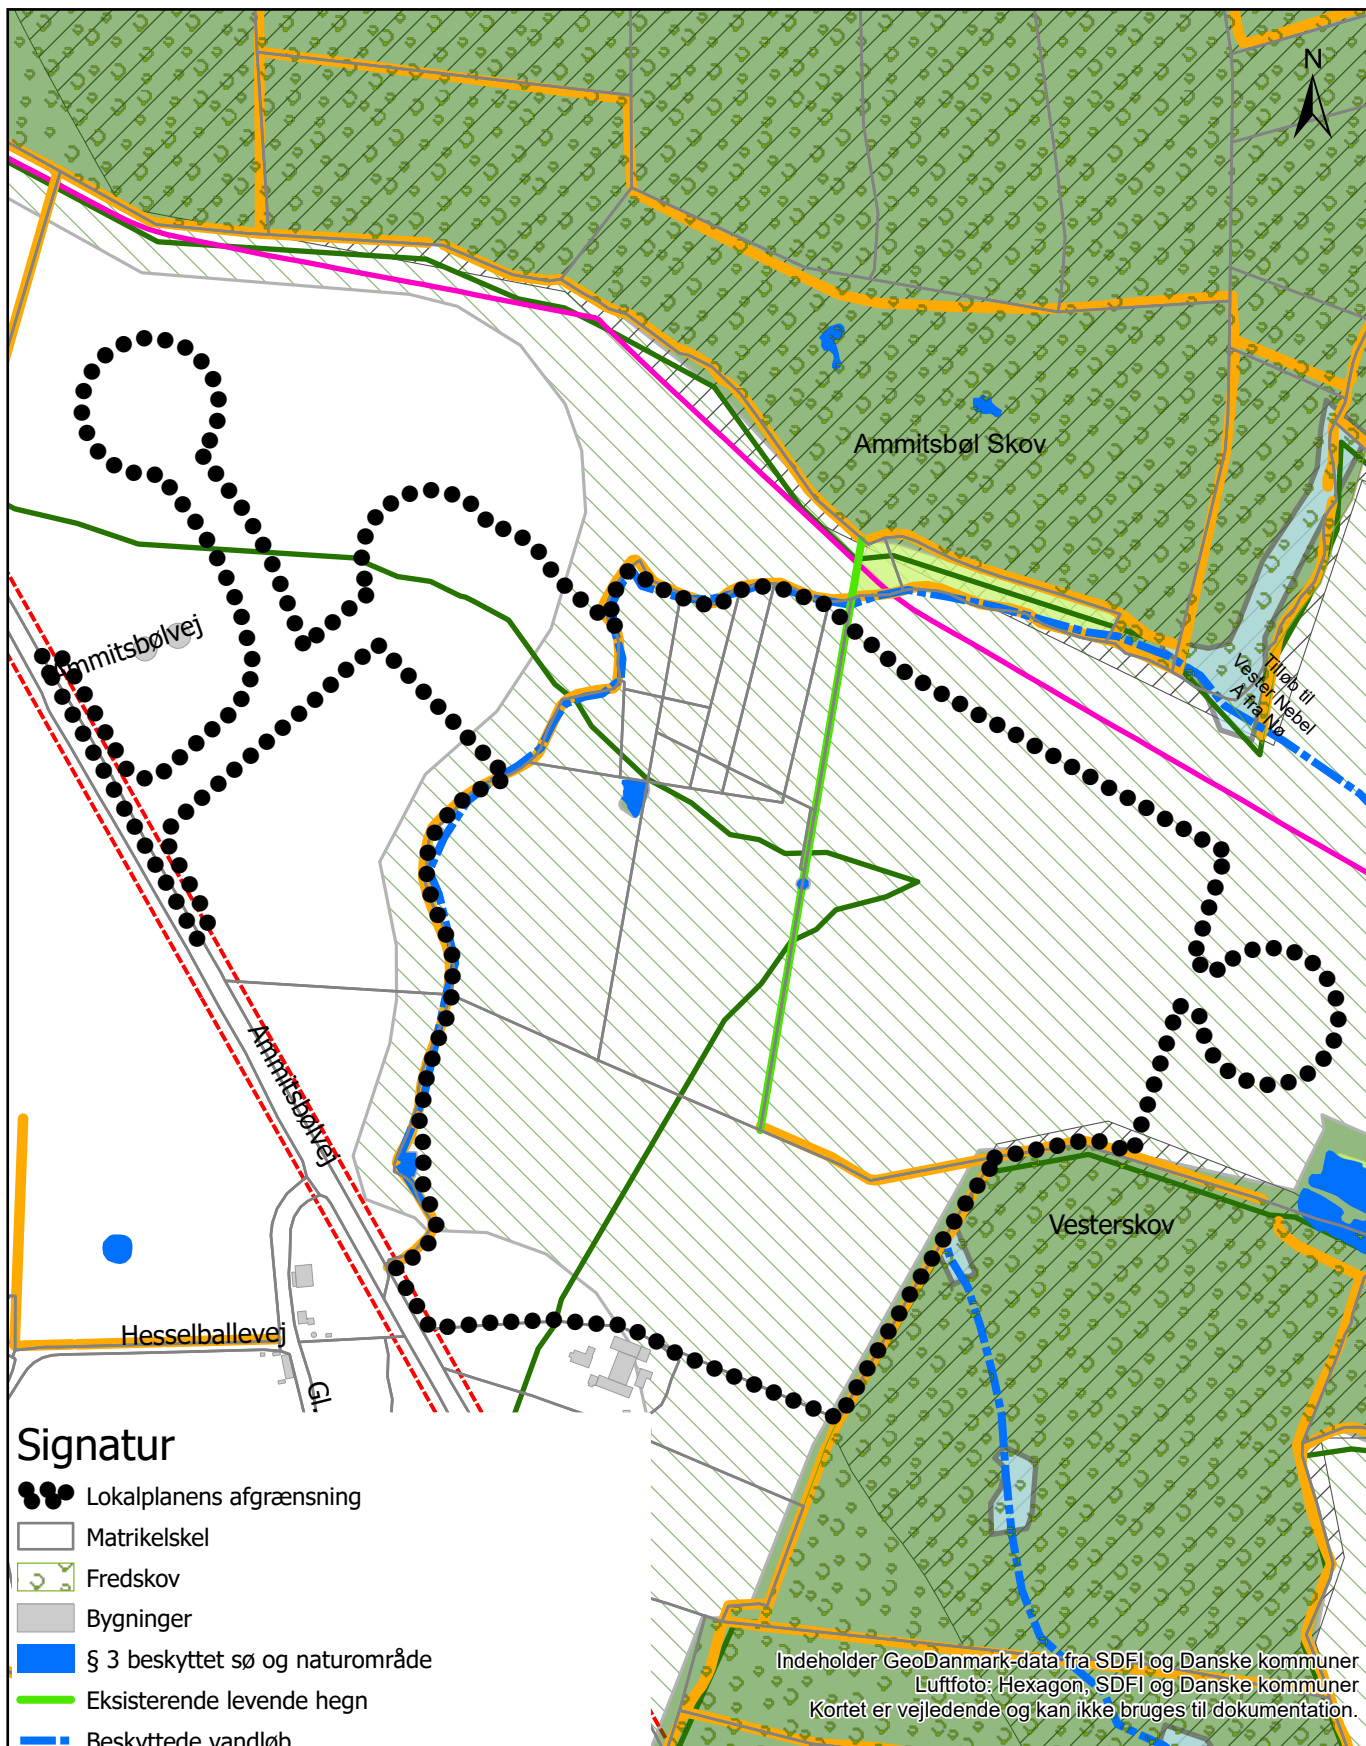 N
Ammitsbøl Skov
Ammitsbølvej
Tilløb til
Vester Nebel
Å fra Nø
Ammitsbølvej
Vesterskov
Hesselballevej
Gl.
Signatur
Lokalplanens afgrænsning
Matrikelskel
Fredskov
Bygninger
§ 3 beskyttet sø og naturområde
Eksisterende levende hegn
Beskyttede vandløb
Indeholder GeoDanmark-data fra SDFI og Danske kommuner
Luftfoto: Hexagon, SDFI og Danske kommuner
Kortet er vejledende og kan ikke bruges til dokumentation.